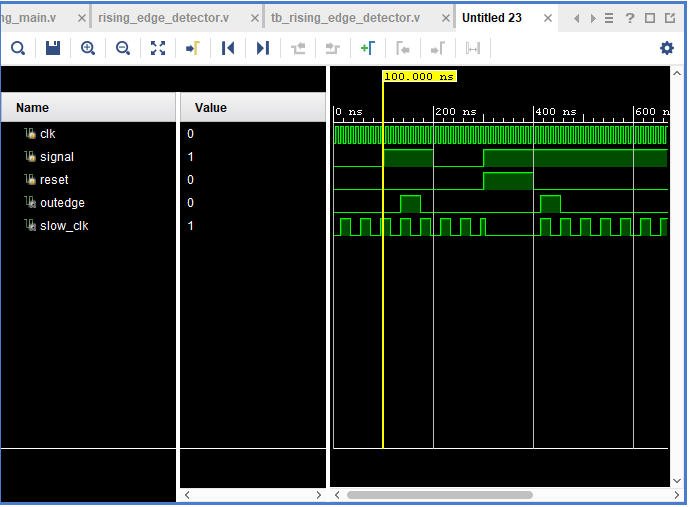 ng_main.v rising_edge_detector.v tb_rising_edge_detector.v Untitled 23
100.000 ns
Name Value
0 ns 200 ns 400 ns 600 n
clk 0
signal 1
reset 0
outedge 0
slow_clk 1